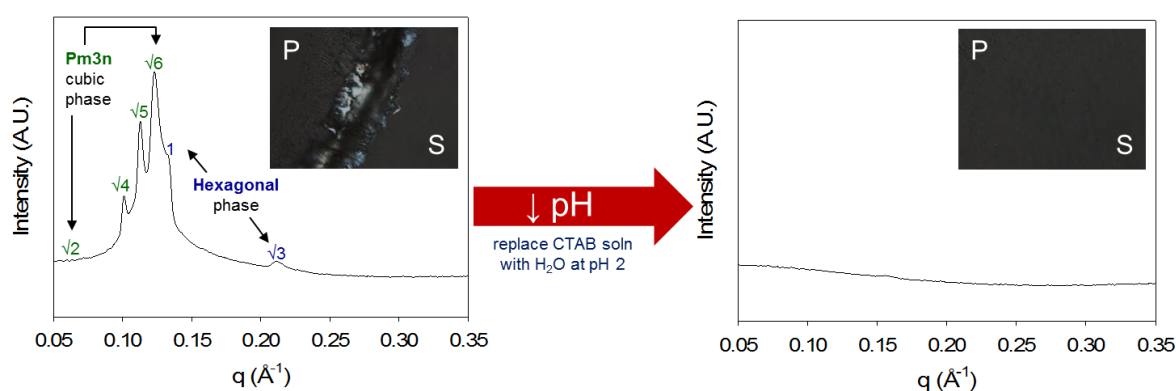 Intensity (A.U.)
Pm3n
cubic
phase
√2
√4
√5
√6
1
√3
Hexagonal
phase
P
S
0.05 0.10 0.15 0.20 0.25 0.30 0.35
q (Å⁻¹)
↓ pH
replace CTAB soln
with H₂O at pH 2
Intensity (A.U.)
P
S
0.05 0.10 0.15 0.20 0.25 0.30 0.35
q (Å⁻¹)